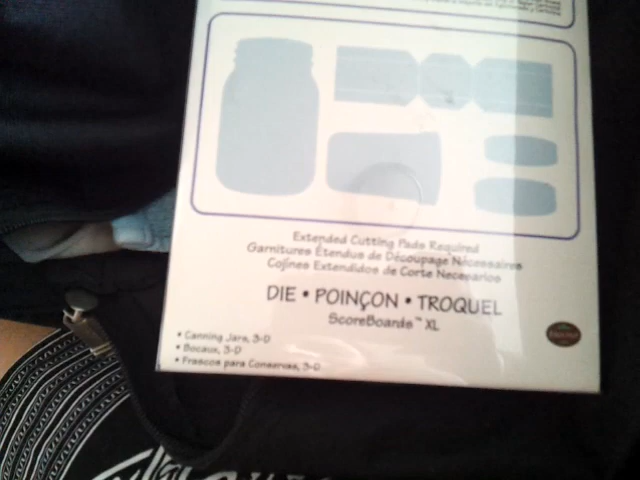 Extended Cutting Pads Required
Garnitures Étendus de Découpage Nécessaires
Cojines Extendidos de Corte Necesarios
DIE • POINÇON • TROQUEL
ScoreBoards™ XL
• Canning Jars, 3-D
• Bocaux, 3-D
• Frascos para Conservas, 3-D